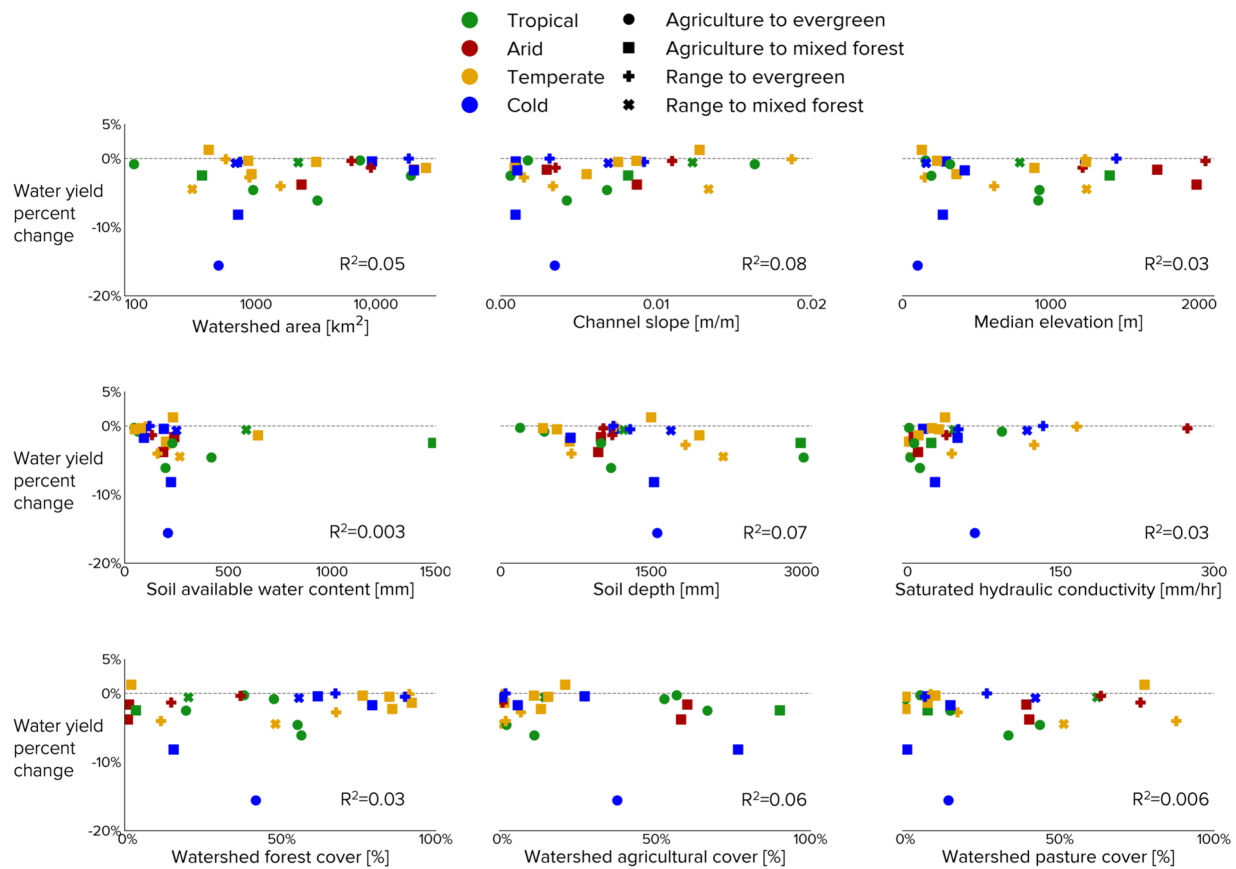 Tropical
Arid
Temperate
Cold
Agriculture to evergreen
Agriculture to mixed forest
Range to evergreen
Range to mixed forest
Water yield
percent
change
5%
0%
-10%
-20%
100
1000
10,000
R²=0.05
Watershed area [km²]
0.00
0.01
0.02
R²=0.08
Channel slope [m/m]
0
1000
2000
R²=0.03
Median elevation [m]
Water yield
percent
change
5%
0%
-10%
-20%
0
500
1000
1500
R²=0.003
Soil available water content [mm]
0
1500
3000
R²=0.07
Soil depth [mm]
0
150
300
R²=0.03
Saturated hydraulic conductivity [mm/hr]
Water yield
percent
change
5%
0%
-10%
-20%
0%
50%
100%
R²=0.03
Watershed forest cover [%]
0%
50%
100%
R²=0.06
Watershed agricultural cover [%]
0%
50%
100%
R²=0.006
Watershed pasture cover [%]